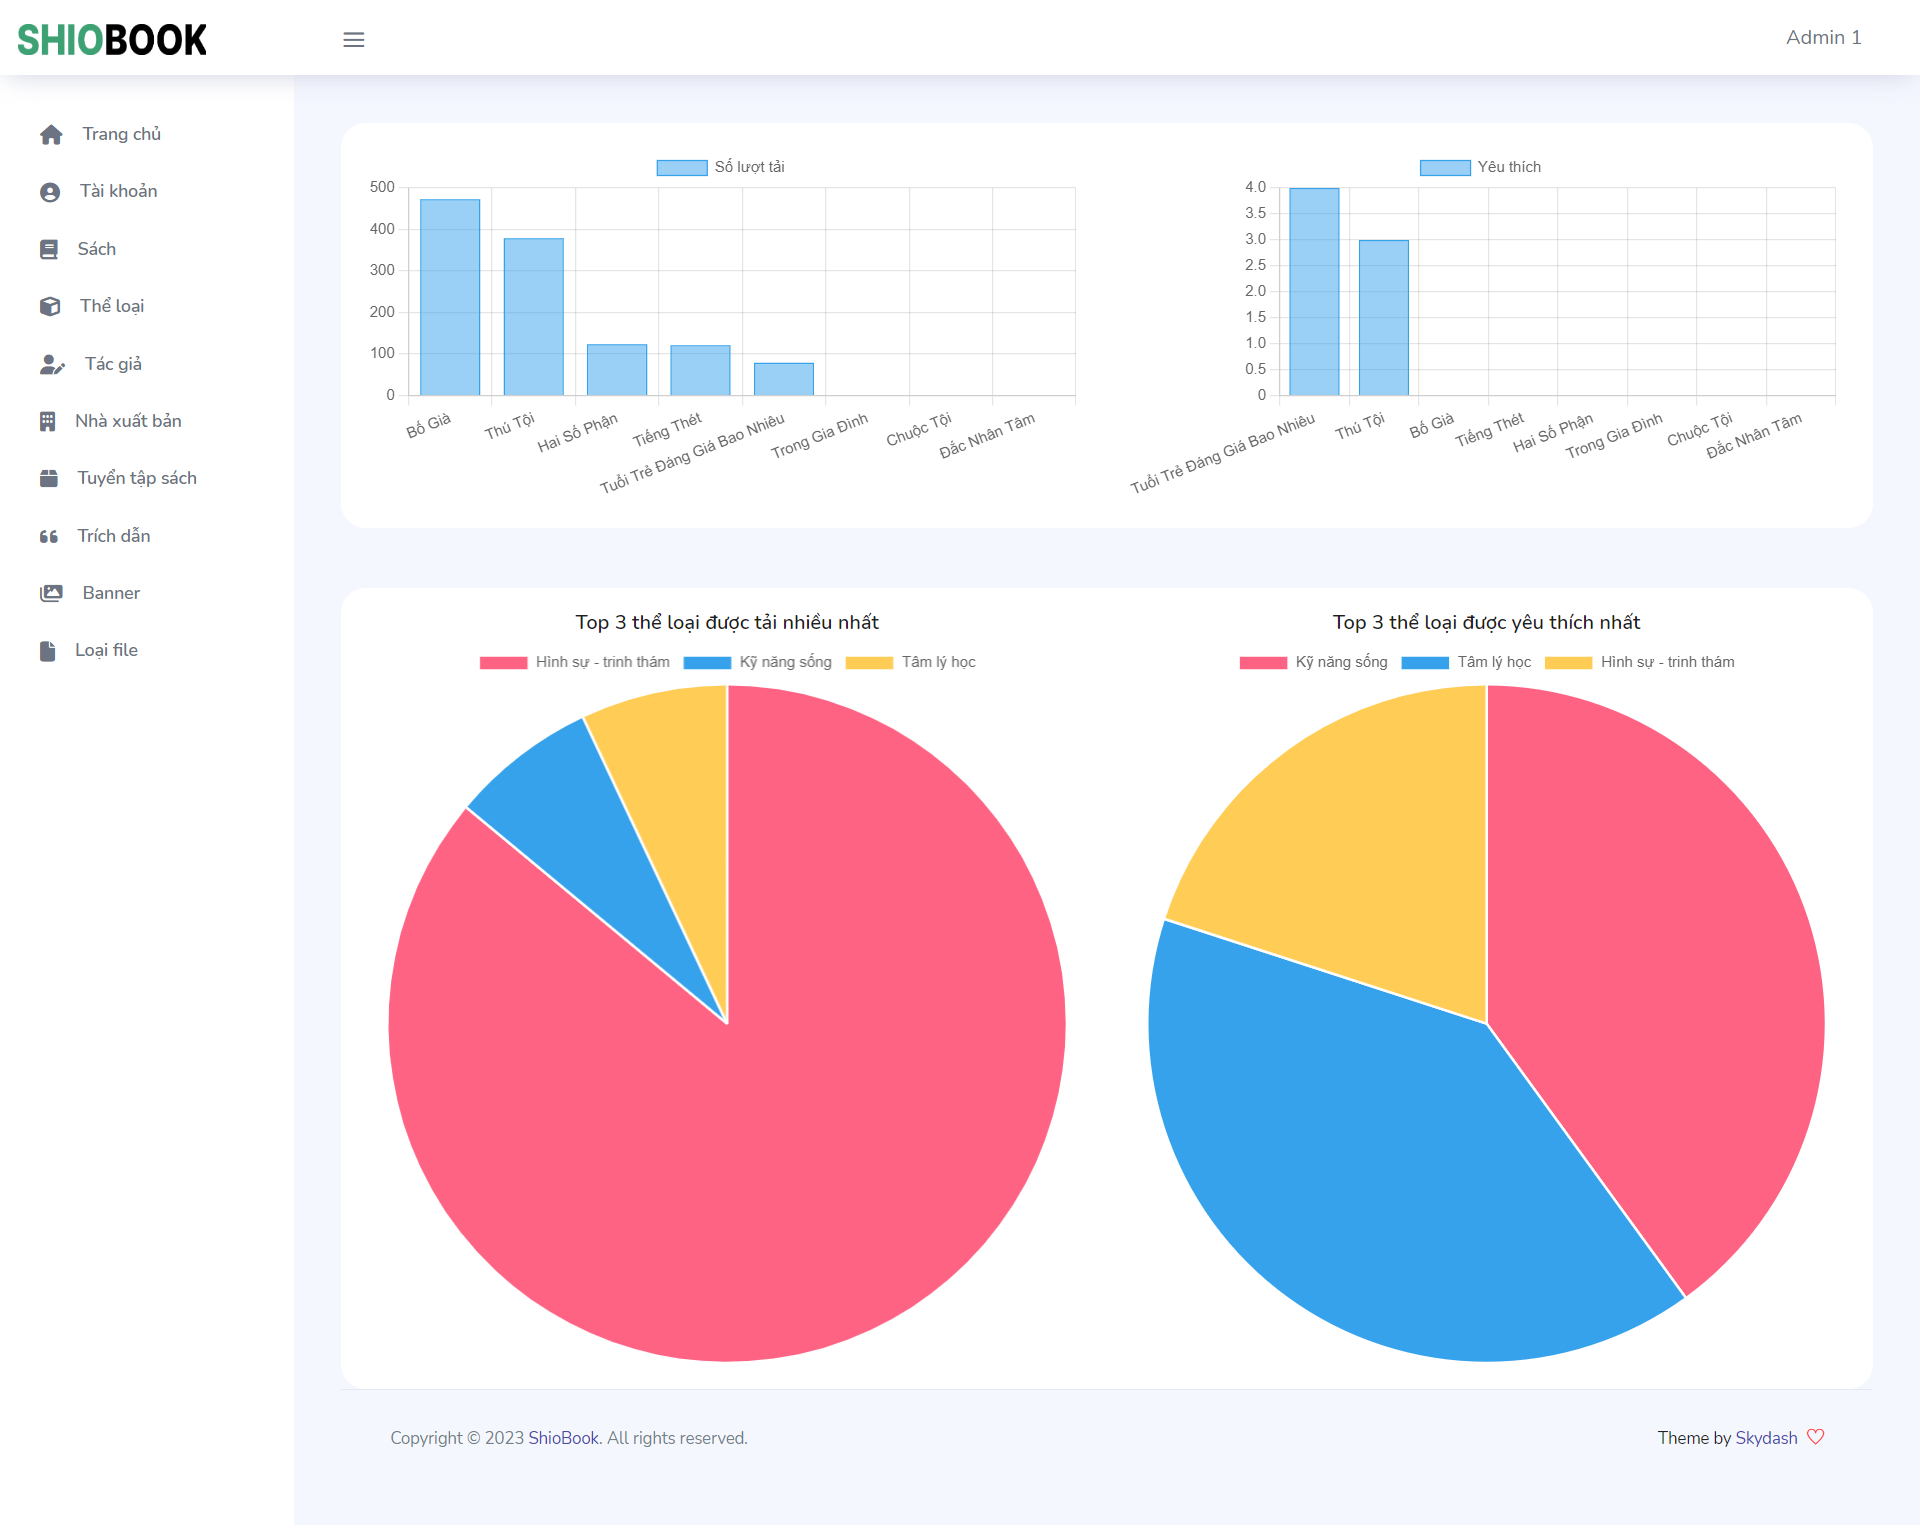 SHIOBOOK
Admin 1
Trang chủ
Tài khoản
Sách
Thể loại
Tác giả
Nhà xuất bản
Tuyển tập sách
Trích dẫn
Banner
Loại file
Số lượt tải
500
400
300
200
100
0
Bố Già
Thú Tội
Hai Số Phận
Tiếng Thét
Tuổi Trẻ Đáng Giá Bao Nhiêu
Trong Gia Đình
Chuộc Tội
Đắc Nhân Tâm
Yêu thích
4.0
3.5
3.0
2.5
2.0
1.5
1.0
0.5
0
Tuổi Trẻ Đáng Giá Bao Nhiêu
Thú Tội
Bố Già
Tiếng Thét
Hai Số Phận
Trong Gia Đình
Chuộc Tội
Đắc Nhân Tâm
Top 3 thể loại được tải nhiều nhất
Hình sự - trinh thám Kỹ năng sống Tâm lý học
Top 3 thể loại được yêu thích nhất
Kỹ năng sống Tâm lý học Hình sự - trinh thám
Copyright © 2023 ShioBook. All rights reserved.
Theme by Skydash